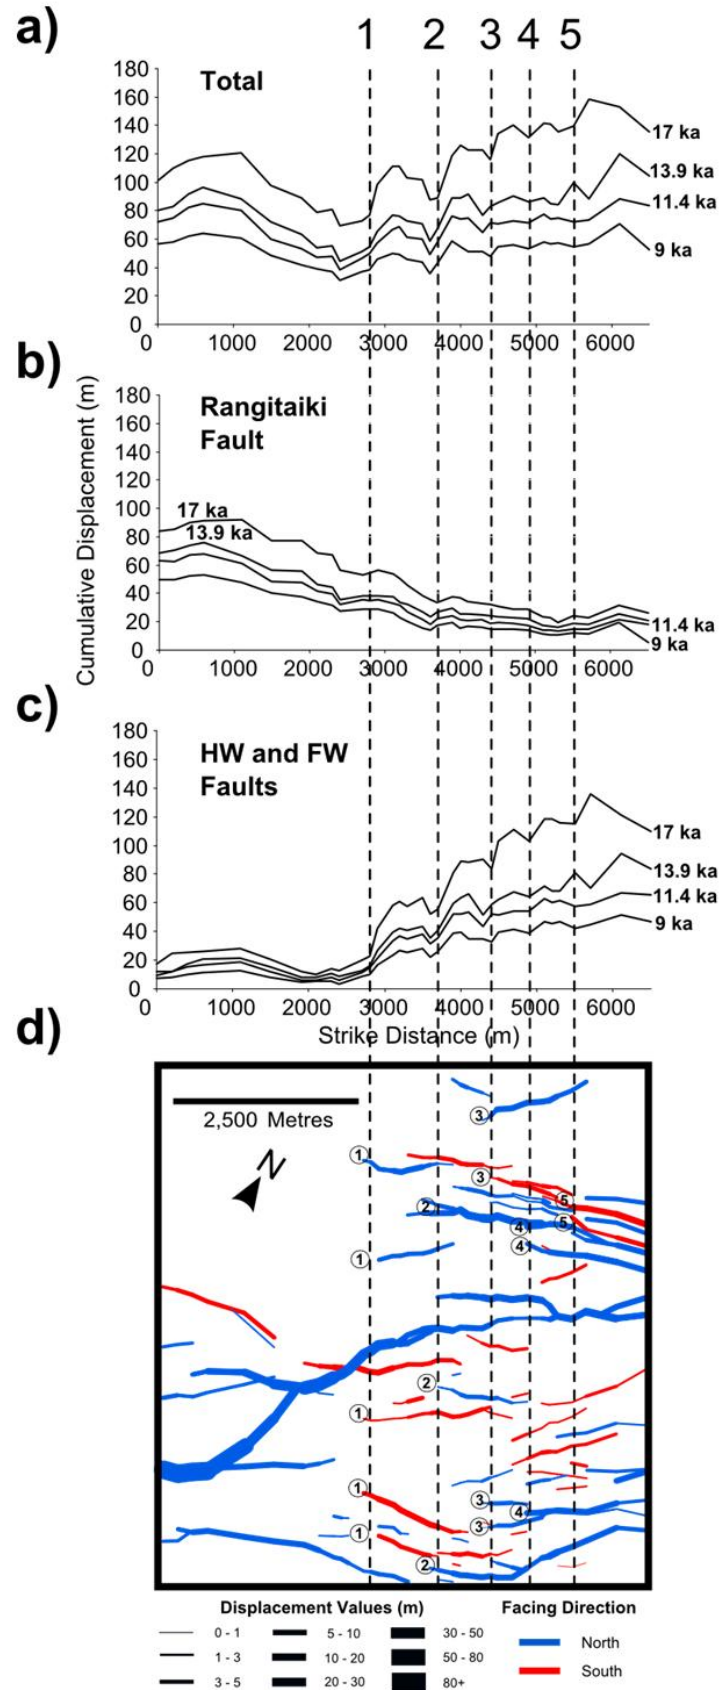 a)
1 2 3 4 5
Total
180
160
140
120
100
80
60
40
20
0
17 ka
13.9 ka
11.4 ka
9 ka
0 1000 2000 3000 4000 5000 6000
b)
Cumulative Displacement (m)
Rangitaiki
Fault
180
160
140
120
100
80
60
40
20
0
17 ka
13.9 ka
11.4 ka
9 ka
0 1000 2000 3000 4000 5000 6000
c)
HW and FW
Faults
180
160
140
120
100
80
60
40
20
0
17 ka
13.9 ka
11.4 ka
9 ka
0 1000 2000 3000 4000 5000 6000
Strike Distance (m)
d)
2,500 Metres
N
3
1
3
2
5
5
4
4
1
2
1
1
3
4
3
1
2
Displacement Values (m) Facing Direction
0 - 1 5 - 10 30 - 50 North
1 - 3 10 - 20 50 - 80 South
3 - 5 20 - 30 80+